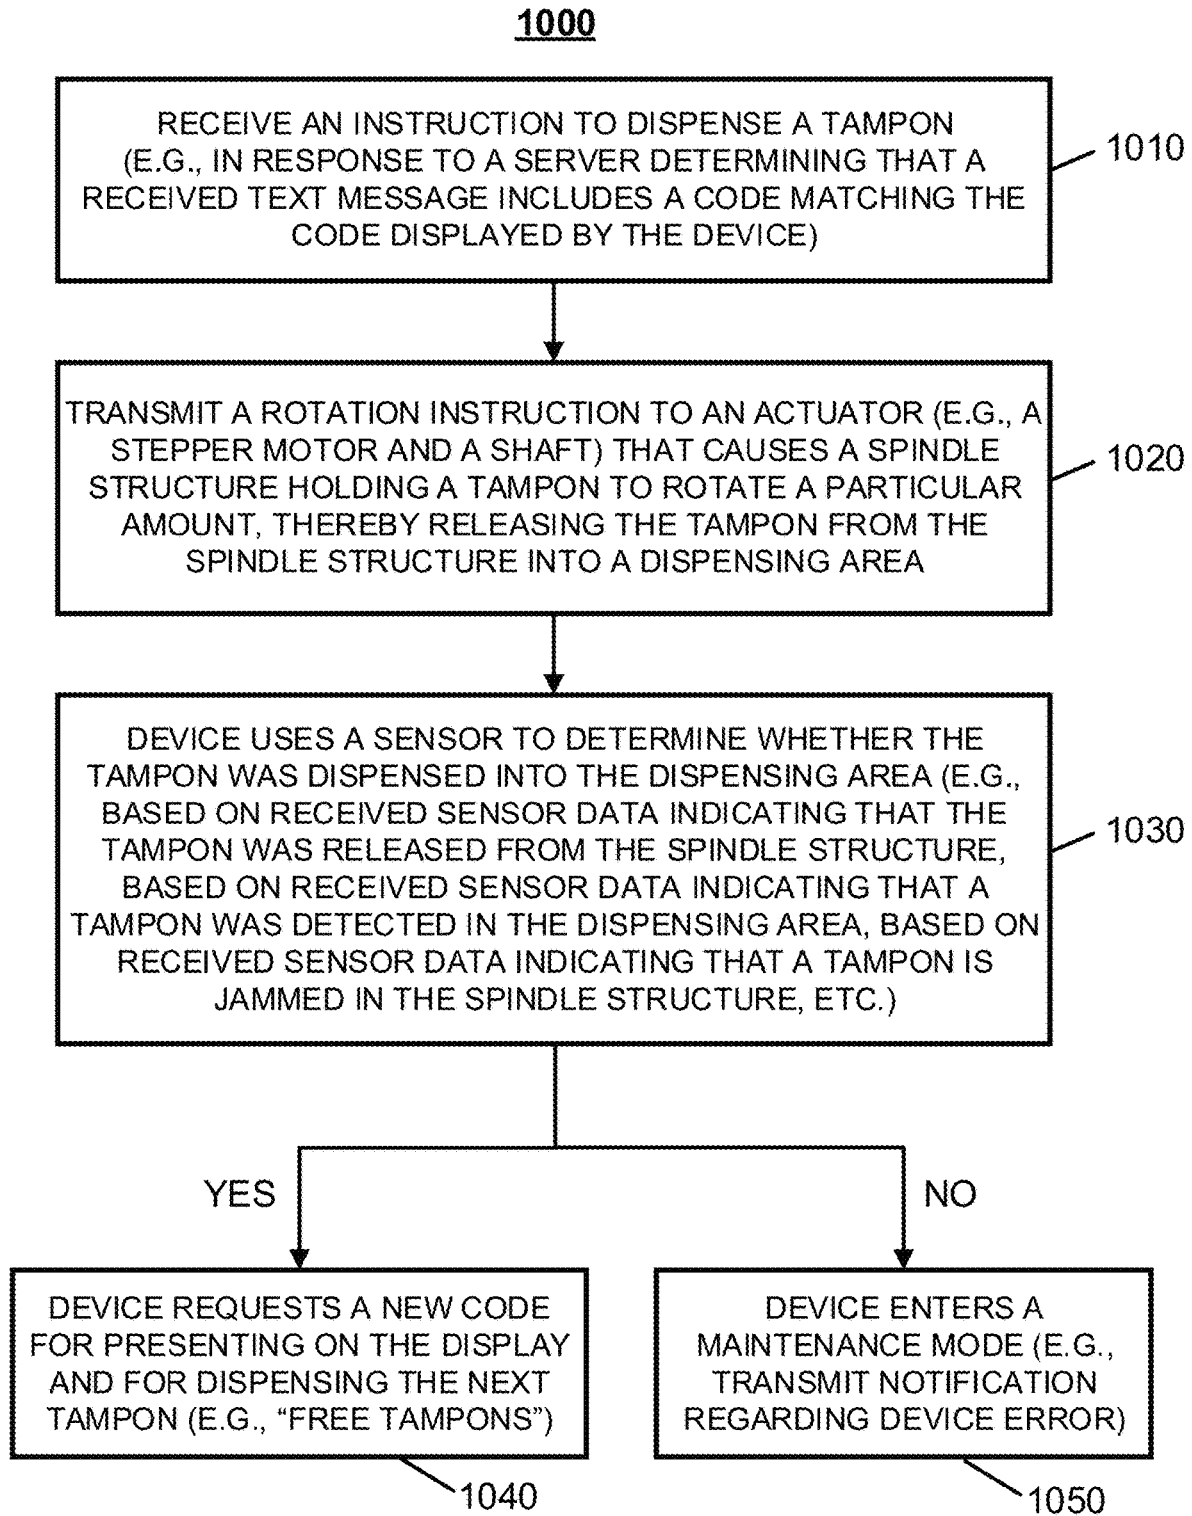 1000
RECEIVE AN INSTRUCTION TO DISPENSE A TAMPON
(E.G., IN RESPONSE TO A SERVER DETERMINING THAT A
RECEIVED TEXT MESSAGE INCLUDES A CODE MATCHING THE
CODE DISPLAYED BY THE DEVICE)
1010
TRANSMIT A ROTATION INSTRUCTION TO AN ACTUATOR (E.G., A
STEPPER MOTOR AND A SHAFT) THAT CAUSES A SPINDLE
STRUCTURE HOLDING A TAMPON TO ROTATE A PARTICULAR
AMOUNT, THEREBY RELEASING THE TAMPON FROM THE
SPINDLE STRUCTURE INTO A DISPENSING AREA
1020
DEVICE USES A SENSOR TO DETERMINE WHETHER THE
TAMPON WAS DISPENSED INTO THE DISPENSING AREA (E.G.,
BASED ON RECEIVED SENSOR DATA INDICATING THAT THE
TAMPON WAS RELEASED FROM THE SPINDLE STRUCTURE,
BASED ON RECEIVED SENSOR DATA INDICATING THAT A
TAMPON WAS DETECTED IN THE DISPENSING AREA, BASED ON
RECEIVED SENSOR DATA INDICATING THAT A TAMPON IS
JAMMED IN THE SPINDLE STRUCTURE, ETC.)
1030
YES
NO
DEVICE REQUESTS A NEW CODE
FOR PRESENTING ON THE DISPLAY
AND FOR DISPENSING THE NEXT
TAMPON (E.G., “FREE TAMPONS”)
1040
DEVICE ENTERS A
MAINTENANCE MODE (E.G.,
TRANSMIT NOTIFICATION
REGARDING DEVICE ERROR)
1050